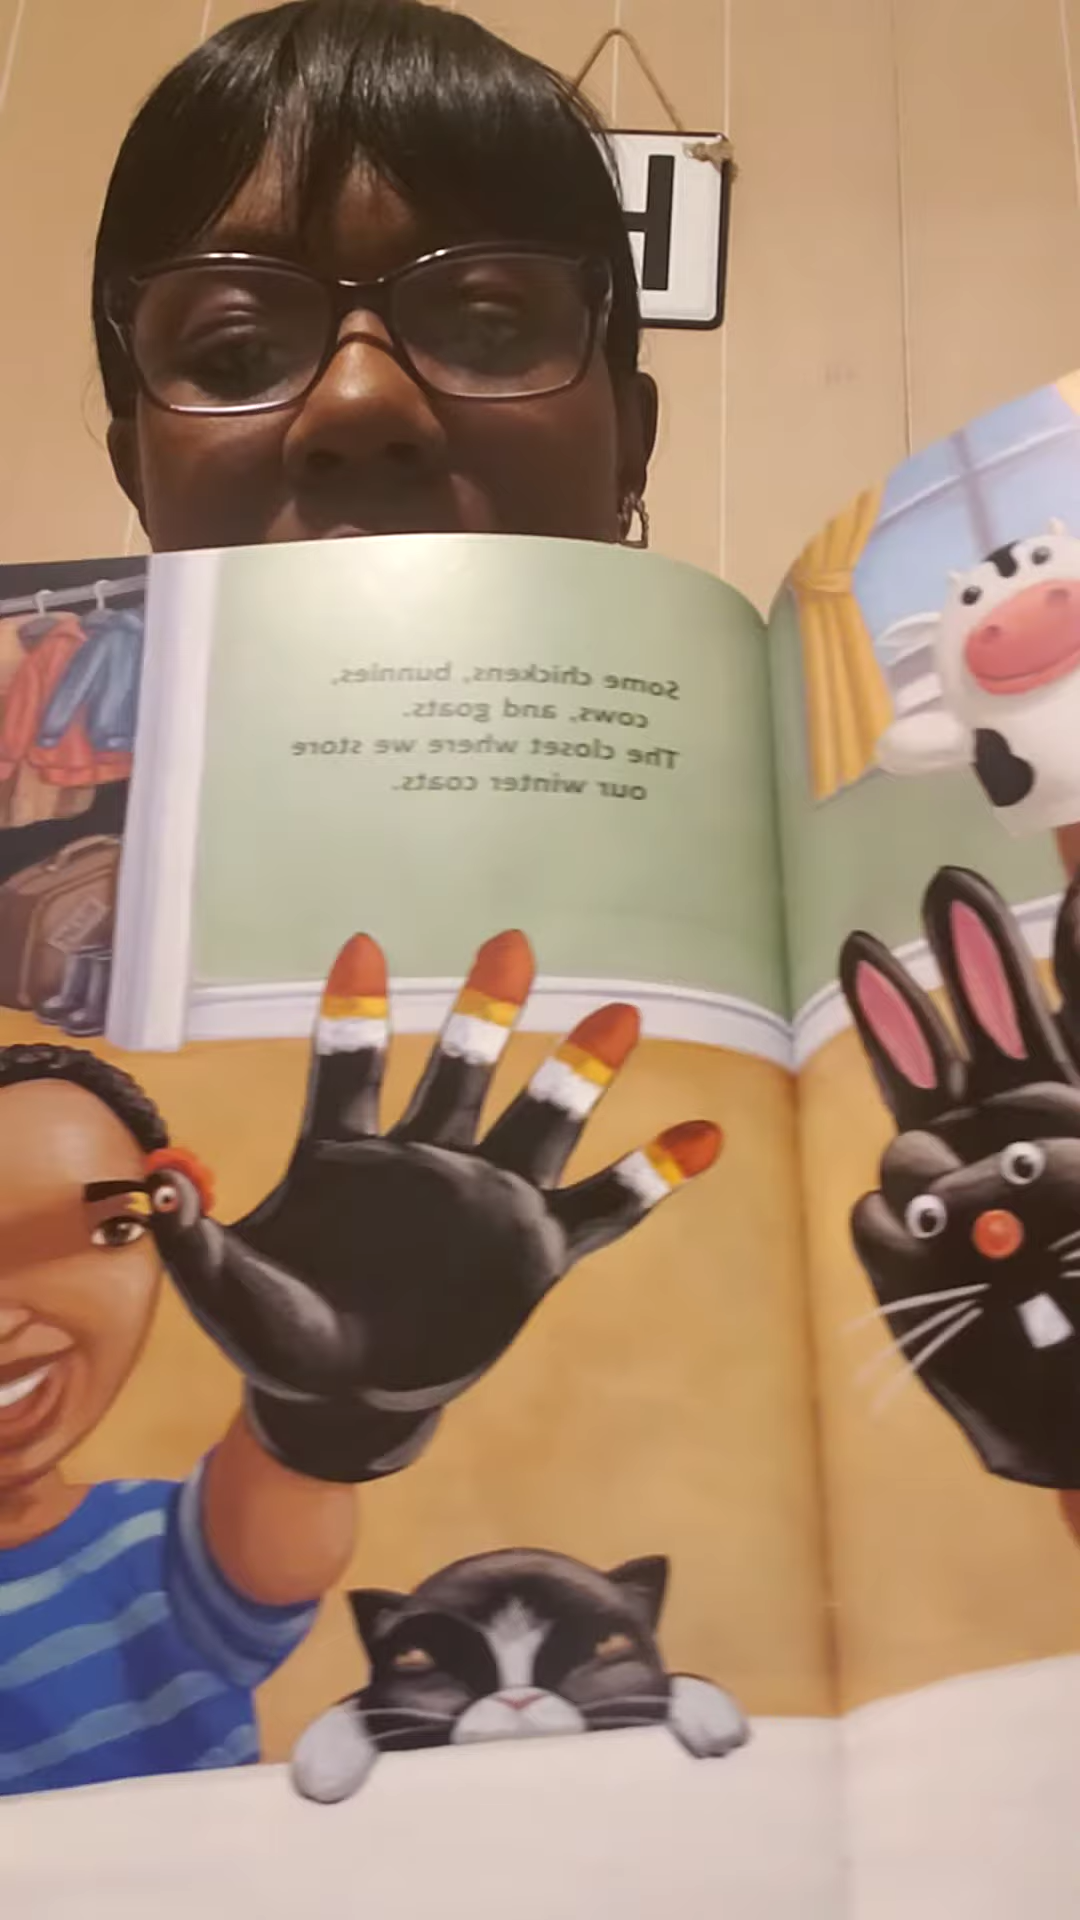 H
Some chickens, bunnies,
cows, and goats.
The closet where we store
our winter coats.